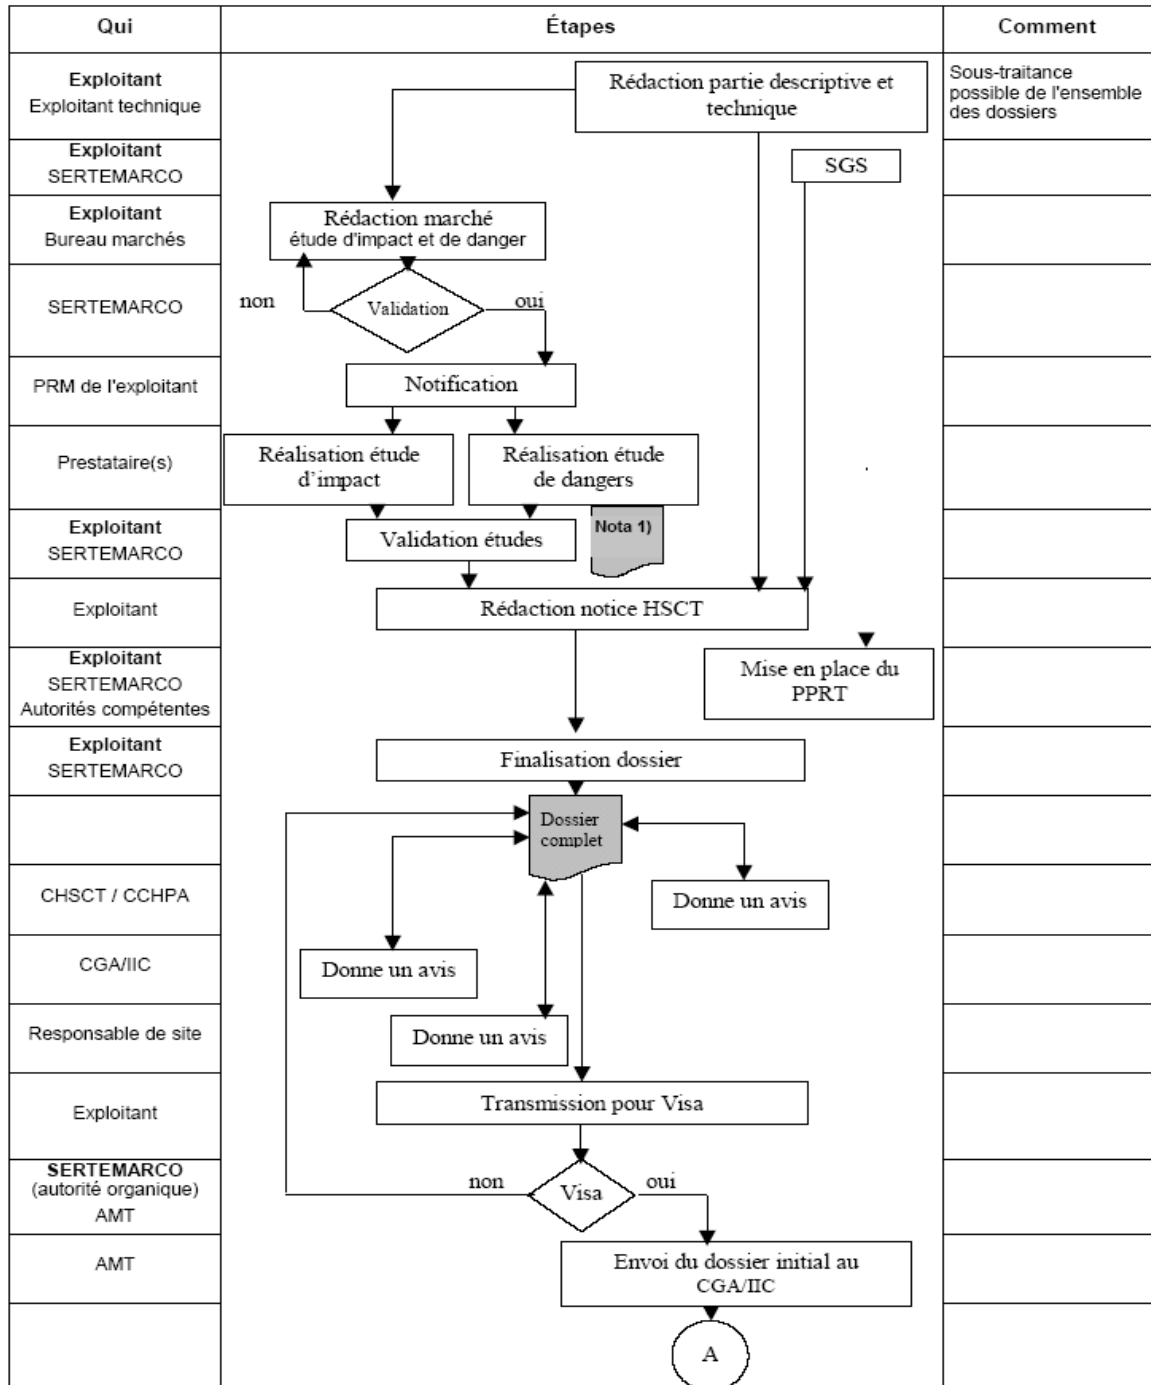 Qui
Étapes
Comment
Exploitant
Exploitant technique
Rédaction partie descriptive et
technique
Sous-traitance
possible de l'ensemble
des dossiers
Exploitant
SERTEMARCO
SGS
Exploitant
Bureau marchés
Rédaction marché
étude d'impact et de danger
SERTEMARCO
non
Validation
oui
PRM de l'exploitant
Notification
Prestataire(s)
Réalisation étude
d’impact
Réalisation étude
de dangers
Exploitant
SERTEMARCO
Validation études
Nota 1)
Exploitant
Rédaction notice HSCT
Exploitant
SERTEMARCO
Autorités compétentes
Mise en place du
PPRT
Exploitant
SERTEMARCO
Finalisation dossier
Dossier
complet
CHSCT / CCHPA
Donne un avis
CGA/IIC
Donne un avis
Responsable de site
Donne un avis
Exploitant
Transmission pour Visa
SERTEMARCO
(autorité organique)
AMT
non
Visa
oui
AMT
Envoi du dossier initial au
CGA/IIC
A